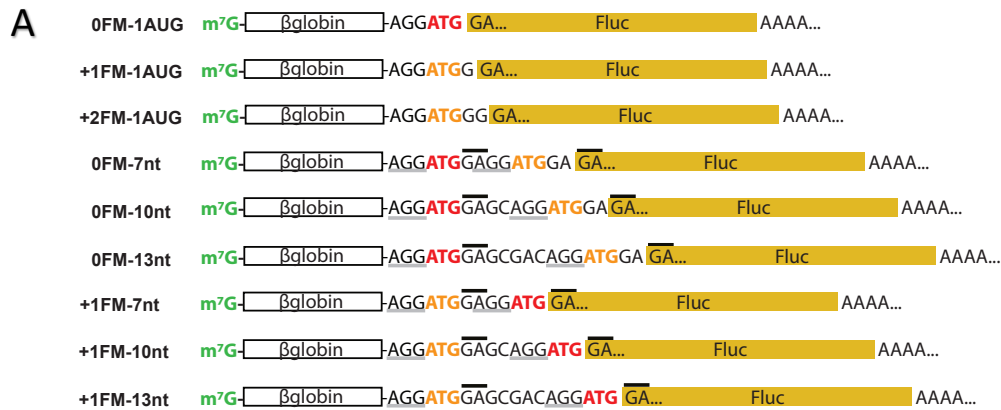 A
0FM-1AUG m⁷G- βglobin -AGGATG GA... Fluc AAAA...
+1FM-1AUG m⁷G- βglobin -AGGATGG GA... Fluc AAAA...
+2FM-1AUG m⁷G- βglobin -AGGATGGG GA... Fluc AAAA...
0FM-7nt m⁷G- βglobin -AGGATGGAGGATGGA GA... Fluc AAAA...
0FM-10nt m⁷G- βglobin -AGGATGGAGCAGGATGGA GA... Fluc AAAA...
0FM-13nt m⁷G- βglobin -AGGATGGAGCGACAGGATGGA GA... Fluc AAAA...
+1FM-7nt m⁷G- βglobin -AGGATGGAGGATG GA... Fluc AAAA...
+1FM-10nt m⁷G- βglobin -AGGATGGAGCAGGATG GA... Fluc AAAA...
+1FM-13nt m⁷G- βglobin -AGGATGGAGCGACAGGATG GA... Fluc AAAA...